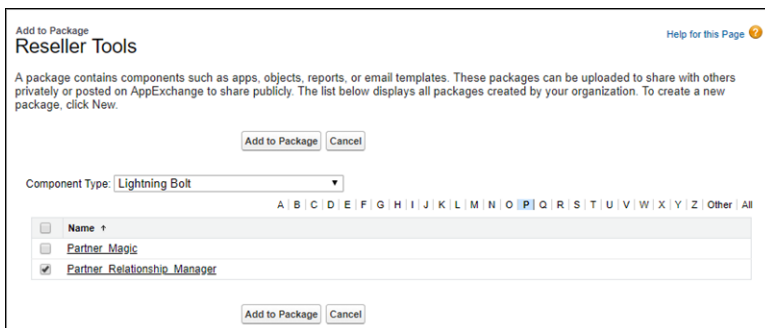 Add to Package
Reseller Tools
Help for this Page
A package contains components such as apps, objects, reports, or email templates. These packages can be uploaded to share with others
privately or posted on AppExchange to share publicly. The list below displays all packages created by your organization. To create a new
package, click New.
Add to Package Cancel
Component Type: Lightning Bolt
A | B | C | D | E | F | G | H | I | J | K | L | M | N | O | P | Q | R | S | T | U | V | W | X | Y | Z | Other | All
Name ↑
Partner_Magic
Partner_Relationship_Manager
Add to Package Cancel